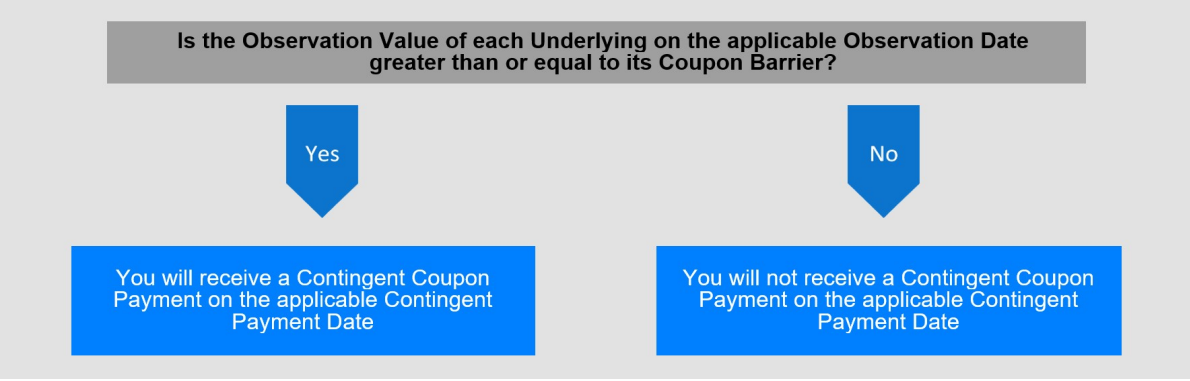 Is the Observation Value of each Underlying on the applicable Observation Date
greater than or equal to its Coupon Barrier?
Yes
No
You will receive a Contingent Coupon
Payment on the applicable Contingent
Payment Date
You will not receive a Contingent Coupon
Payment on the applicable Contingent
Payment Date